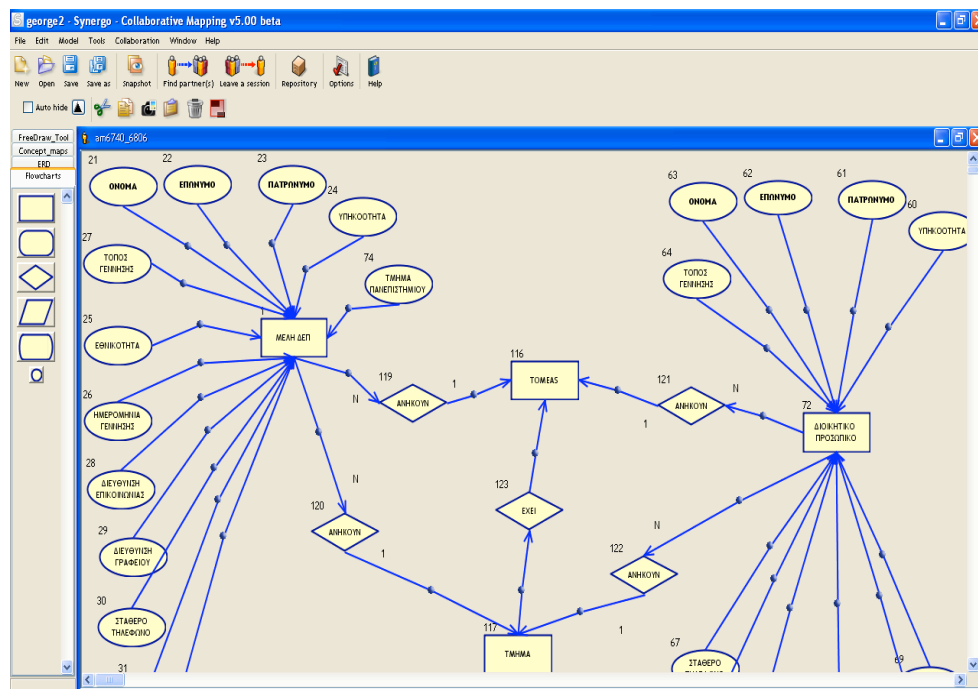 george2 - Synergo - Collaborative Mapping v5.00 beta
File Edit Model Tools Collaboration Window Help
New Open Save Save as Snapshot Find partner(s) Leave a session Repository Options Help
Auto hide
FreeDraw_Tool
Concept_maps
ERD
Flowcharts
am6740_6806
21
ΟΝΟΜΑ
22
ΕΠΩΝΥΜΟ
23
ΠΑΤΡΩΝΥΜΟ
24
ΥΠΗΚΟΟΤΗΤΑ
27
ΤΟΠΟΣ
ΓΕΝΝΗΣΗΣ
74
ΤΜΗΜΑ
ΠΑΝΕΠΙΣΤΗΜΙΟΥ
25
ΕΘΝΙΚΟΤΗΤΑ
1
ΜΕΛΗ ΔΕΠ
26
ΗΜΕΡΟΜΗΝΙΑ
ΓΕΝΝΗΣΗΣ
28
ΔΙΕΥΘΥΝΣΗ
ΕΠΙΚΟΙΝΩΝΙΑΣ
29
ΔΙΕΥΘΥΝΣΗ
ΓΡΑΦΕΙΟΥ
30
ΣΤΑΘΕΡΟ
ΤΗΛΕΦΩΝΟ
31
119
ΑΝΗΚΟΥΝ
N
1
116
ΤΟΜΕΑS
120
ΑΝΗΚΟΥΝ
N
1
123
ΕΧΕΙ
117
ΤΜΗΜΑ
121
ΑΝΗΚΟΥΝ
N
1
122
ΑΝΗΚΟΥΝ
N
1
63
ΟΝΟΜΑ
62
ΕΠΩΝΥΜΟ
61
ΠΑΤΡΩΝΥΜΟ
60
ΥΠΗΚΟΟΤΗΤΑ
64
ΤΟΠΟΣ
ΓΕΝΝΗΣΗΣ
72
ΔΙΟΙΚΗΤΙΚΟ
ΠΡΟΣΩΠΙΚΟ
67
ΣΤΑΘΕΡΟ
69